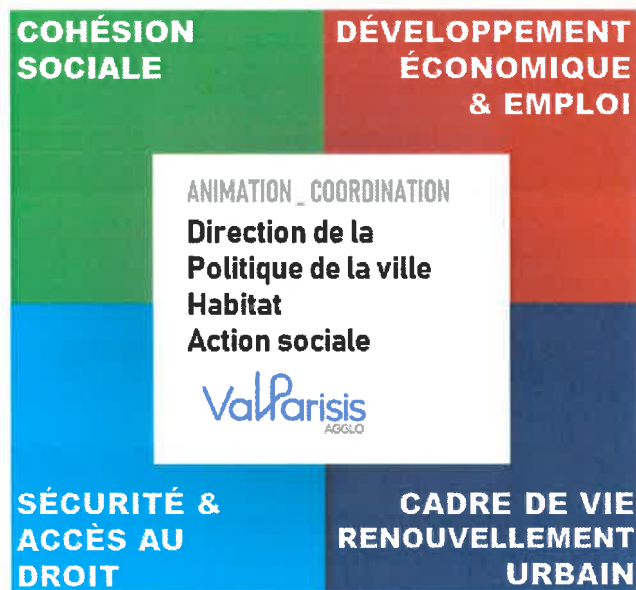 COHÉSION
SOCIALE
DÉVELOPPEMENT
ÉCONOMIQUE
& EMPLOI
ANIMATION_COORDINATION
Direction de la
Politique de la ville
Habitat
Action sociale
ValParisis
AGGLO
SÉCURITÉ &
ACCÈS AU
DROIT
CADRE DE VIE
RENOUVELLEMENT
URBAIN